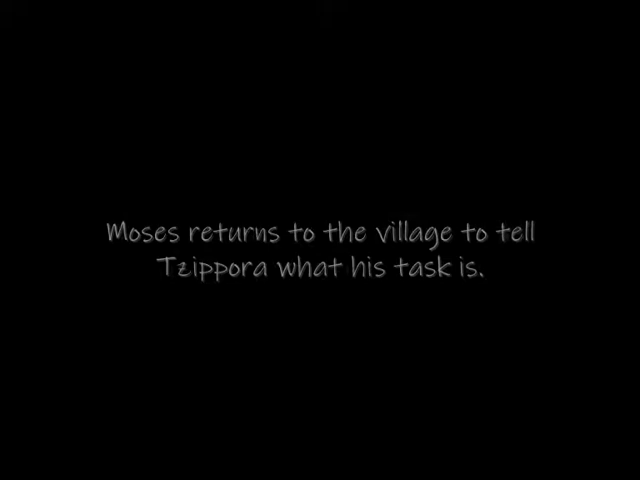 Moses returns to the village to tell
Tzippora what his task is.